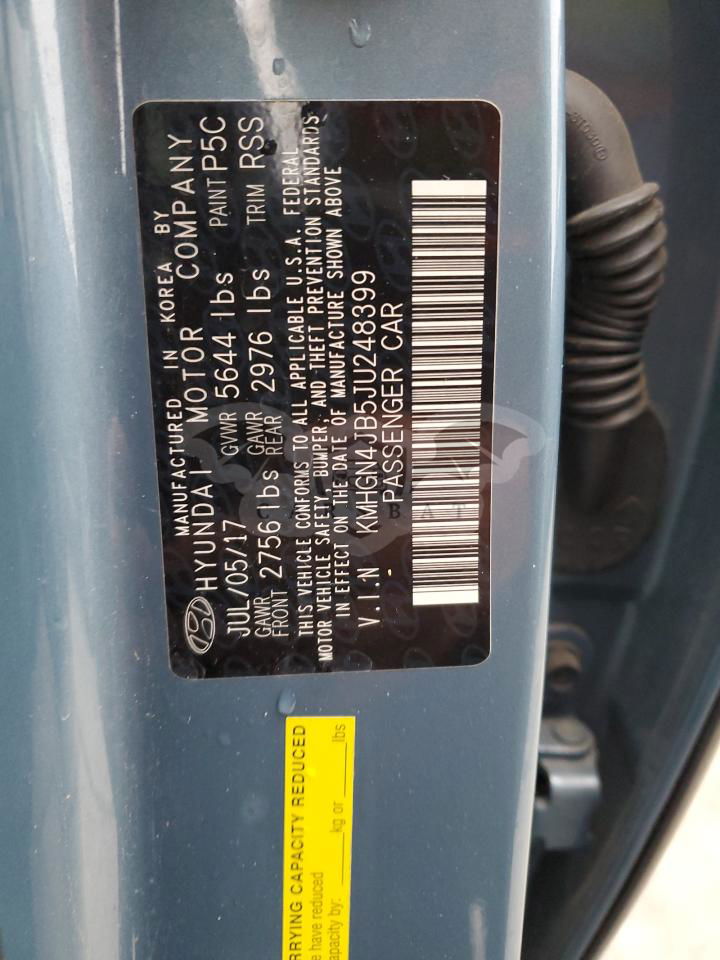 MANUFACTURED IN KOREA BY
HYUNDAI MOTOR COMPANY
JUL/05/17 GVWR 5644 lbs PAINT P5C
GAWR FRONT 2756 lbs GAWR REAR 2976 lbs TRIM RSS
THIS VEHICLE CONFORMS TO ALL APPLICABLE U.S.A. FEDERAL
MOTOR VEHICLE SAFETY, BUMPER, AND THEFT PREVENTION STANDARDS
IN EFFECT ON THE DATE OF MANUFACTURE SHOWN ABOVE
V.I.N: KMHGN4JB5JU248399
- PASSENGER CAR
RRYING CAPACITY REDUCED
e have reduced
apacity by: ______kg or ______lbs